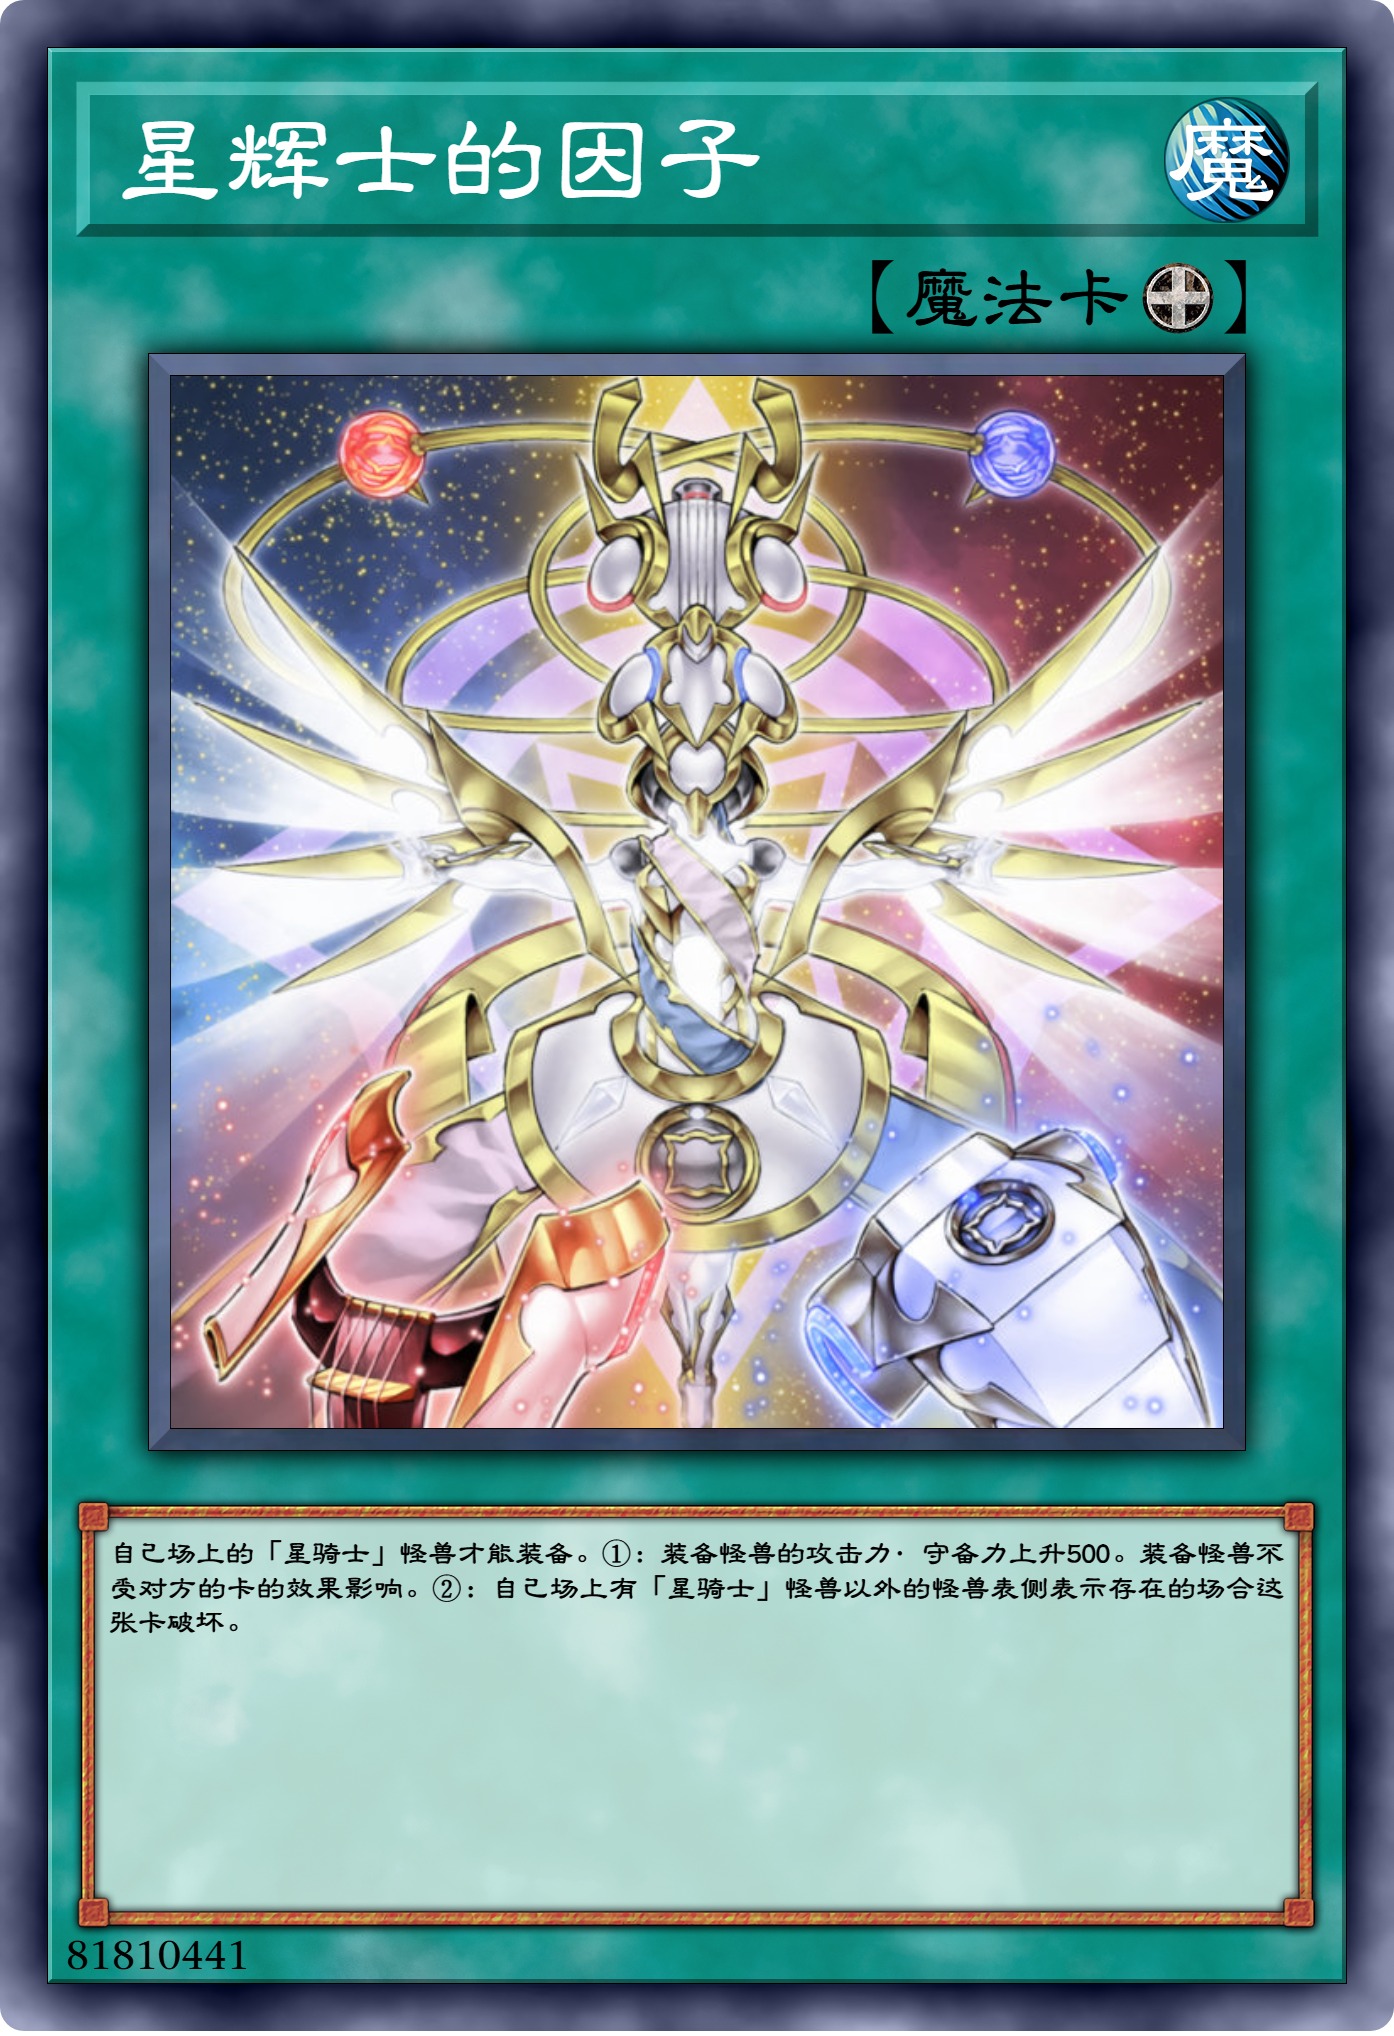 星辉士的因子
魔
【魔法卡】
自己场上的「星骑士」怪兽才能装备。①：装备怪兽的攻击力·守备力上升500。装备怪兽不
受对方的卡的效果影响。②：自己场上有「星骑士」怪兽以外的怪兽表侧表示存在的场合这
张卡破坏。
81810441